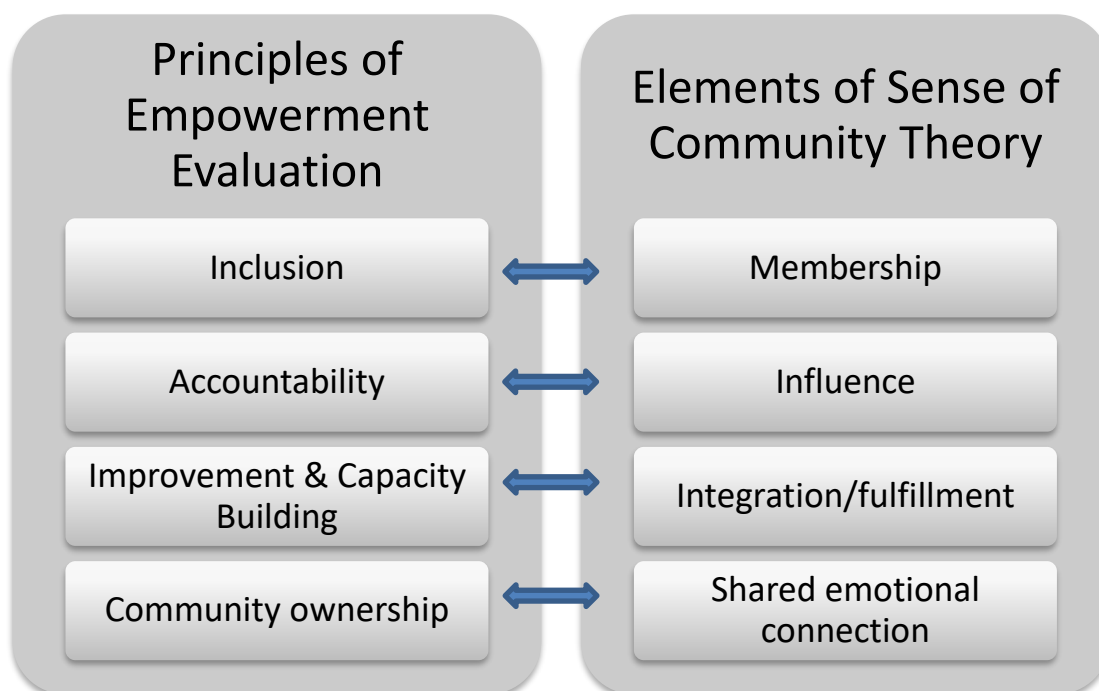 Principles of
Empowerment
Evaluation
Inclusion
Accountability
Improvement & Capacity
Building
Community ownership
Elements of Sense of
Community Theory
Membership
Influence
Integration/fulfillment
Shared emotional
connection